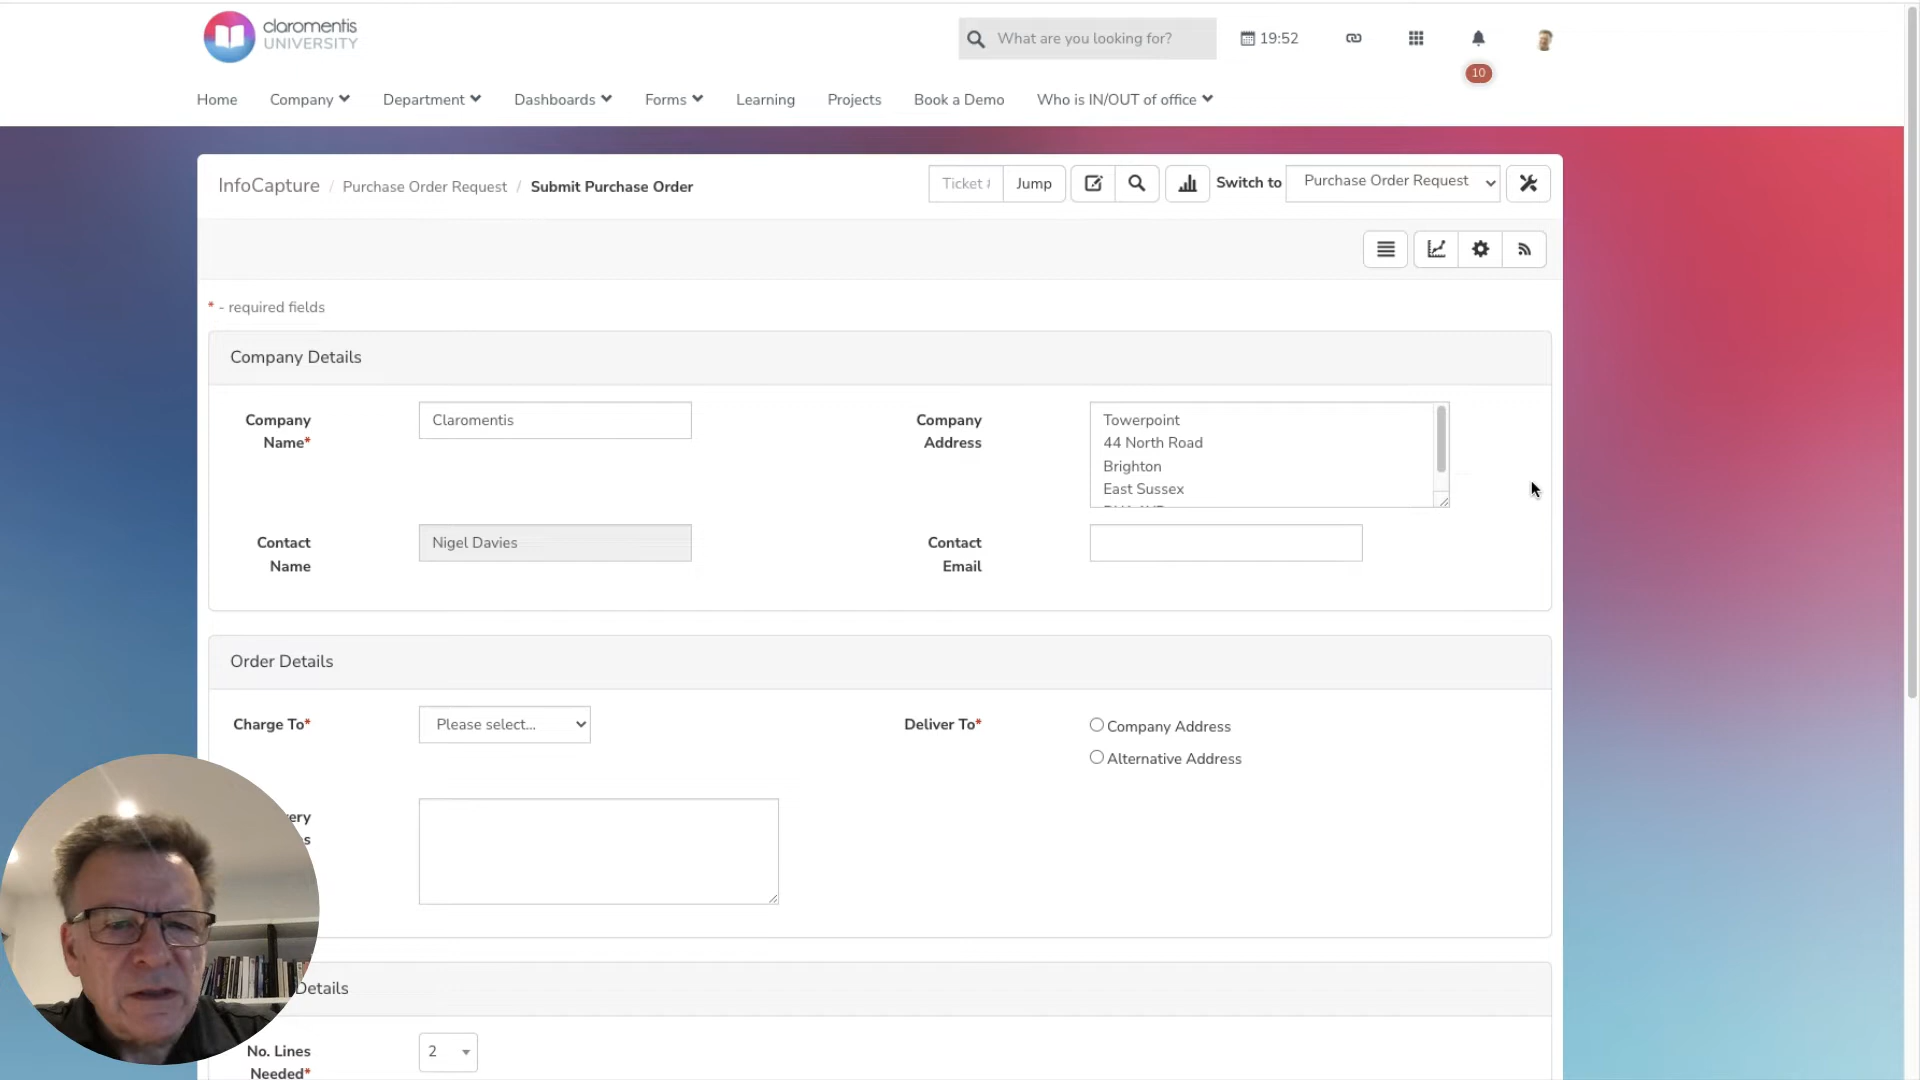 claromentis
UNIVERSITY
What are you looking for?
19:52
10
Home
Company
Department
Dashboards
Forms
Learning
Projects
Book a Demo
Who is IN/OUT of office
InfoCapture / Purchase Order Request / Submit Purchase Order
Ticket
Jump
Switch to
Purchase Order Request
* - required fields
Company Details
Company
Name*
Claromentis
Company
Address
Towerpoint
44 North Road
Brighton
East Sussex
Contact
Name
Nigel Davies
Contact
Email
Order Details
Charge To*
Please select...
Deliver To*
Company Address
Alternative Address
Details
No. Lines
Needed*
2